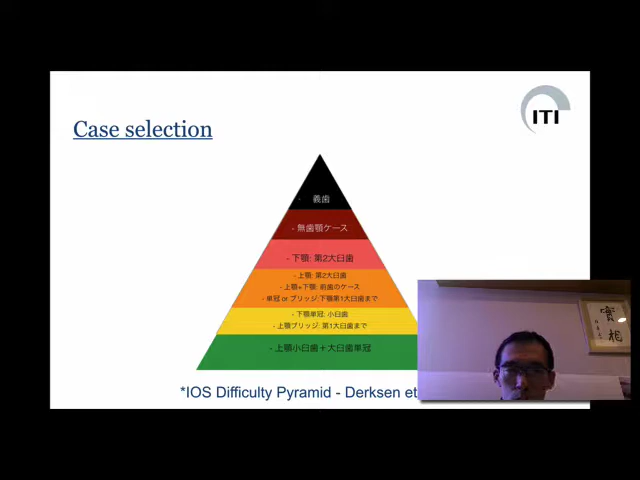 ITI
Case selection
- 義歯
- 無歯顎ケース
- 下顎: 第2大臼歯
- 上顎: 第2大臼歯
- 上顎+下顎: 前歯のケース
- 単冠 or ブリッジ:下顎第1大臼歯まで
- 下顎単冠: 小臼歯
- 上顎ブリッジ: 第1大臼歯まで
- 上顎小臼歯+大臼歯単冠
*IOS Difficulty Pyramid - Derksen et
實
相